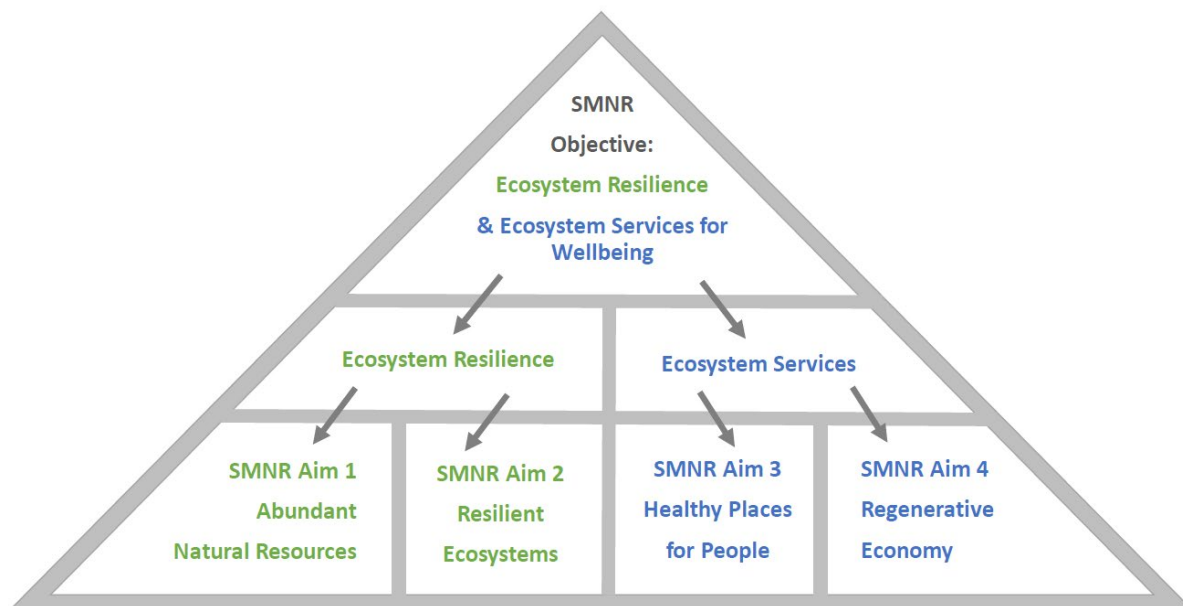 SMNR
Objective:
Ecosystem Resilience
& Ecosystem Services for
Wellbeing
Ecosystem Resilience
Ecosystem Services
SMNR Aim 1
Abundant
Natural Resources
SMNR Aim 2
Resilient
Ecosystems
SMNR Aim 3
Healthy Places
for People
SMNR Aim 4
Regenerative
Economy